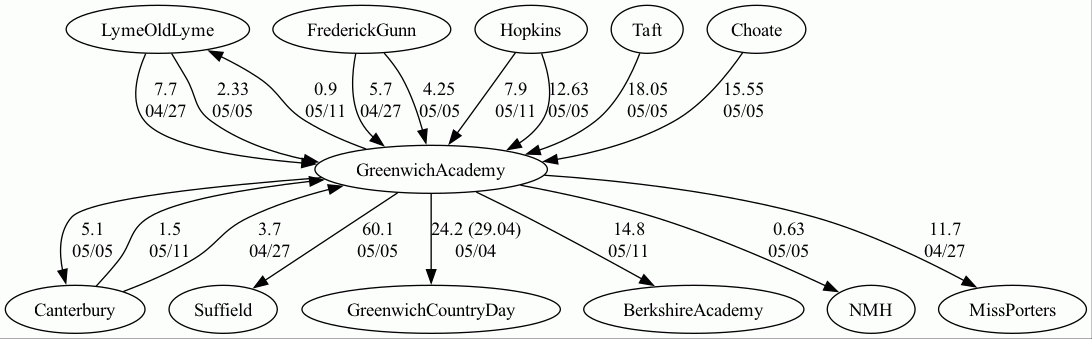 LymeOldLyme FrederickGunn Hopkins Taft Choate
7.7 2.33 0.9 5.7 4.25 7.9 12.63 18.05 15.55
04/27 05/05 05/11 04/27 05/05 05/11 05/05 05/05 05/05
GreenwichAcademy
5.1 1.5 3.7 60.1 24.2 (29.04) 14.8 0.63 11.7
05/05 05/11 04/27 05/05 05/04 05/11 05/05 04/27
Canterbury Suffield GreenwichCountryDay BerkshireAcademy NMH MissPorters